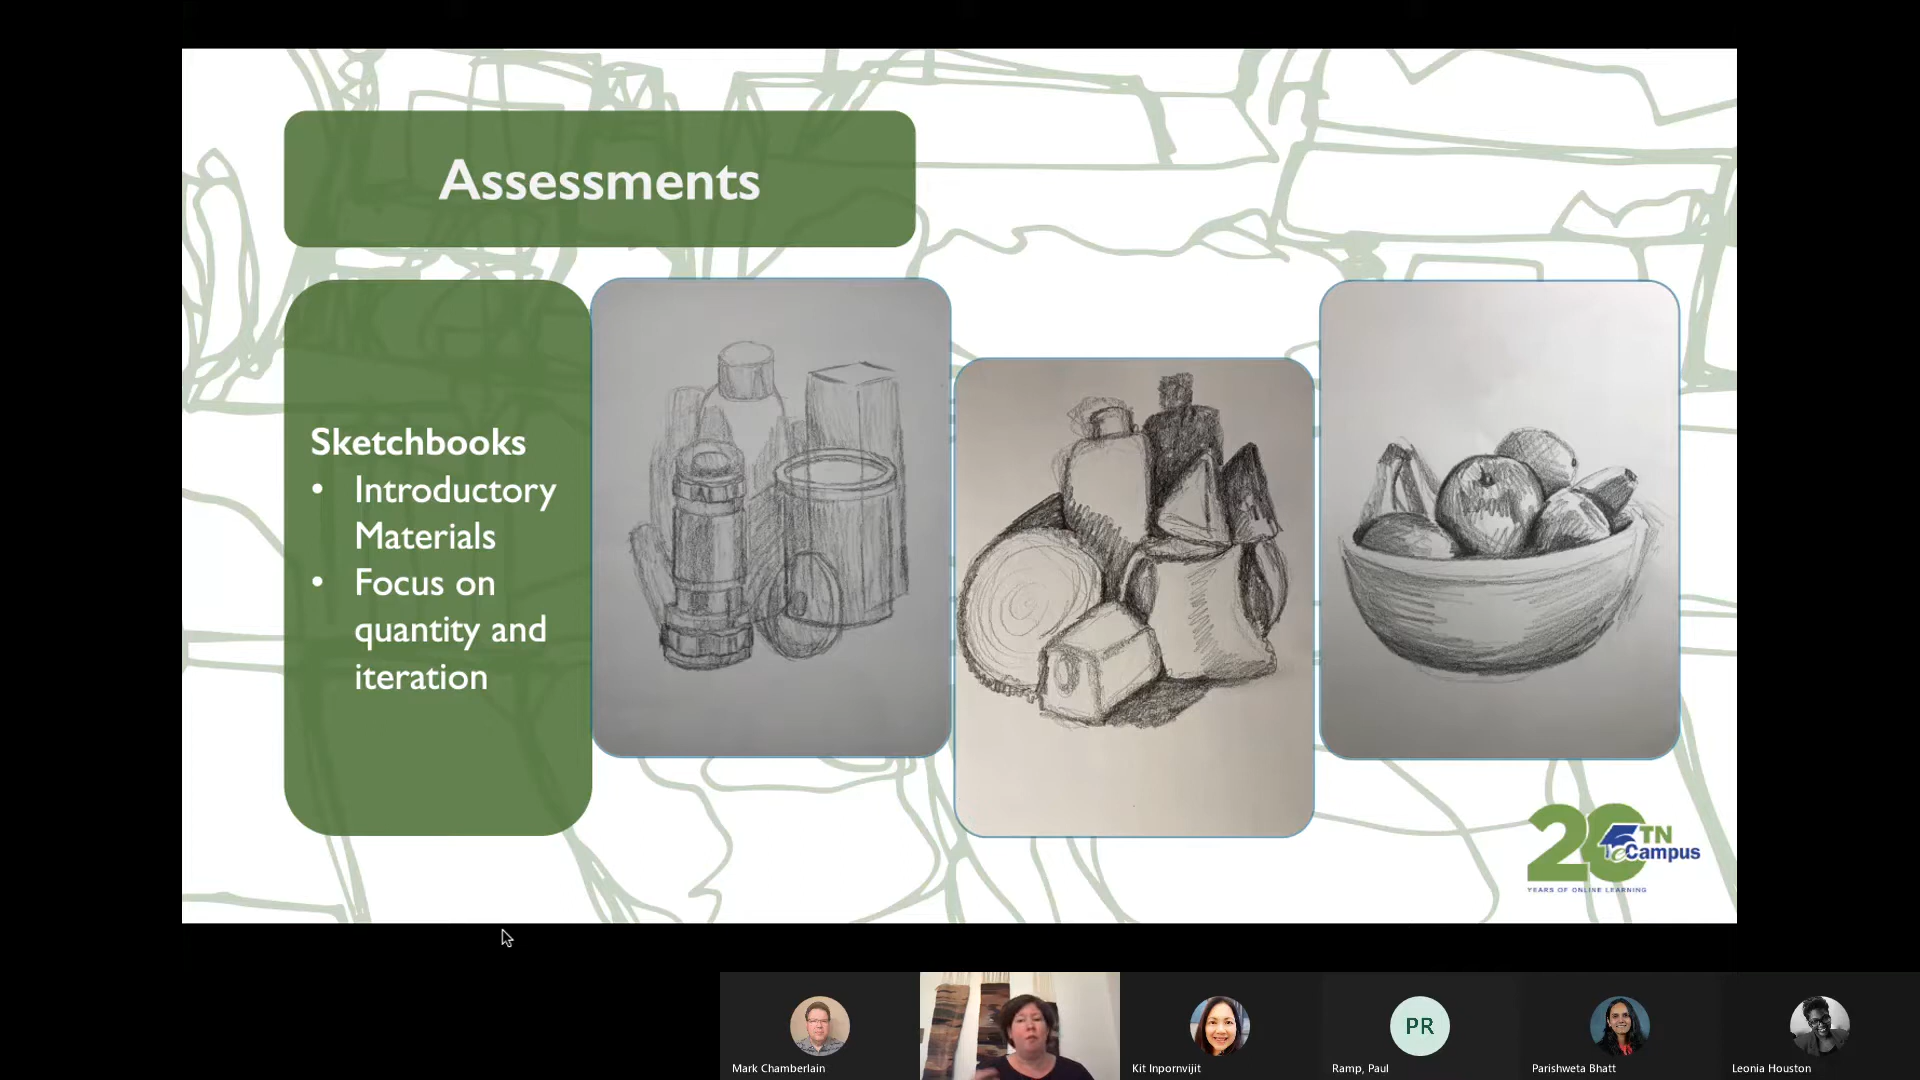 Assessments
Sketchbooks
• Introductory
Materials
• Focus on
quantity and
iteration
20 TN
eCampus
YEARS OF ONLINE LEARNING
PR
Mark Chamberlain
Kit Inpornvijit
Ramp, Paul
Parishweta Bhatt
Leonia Houston